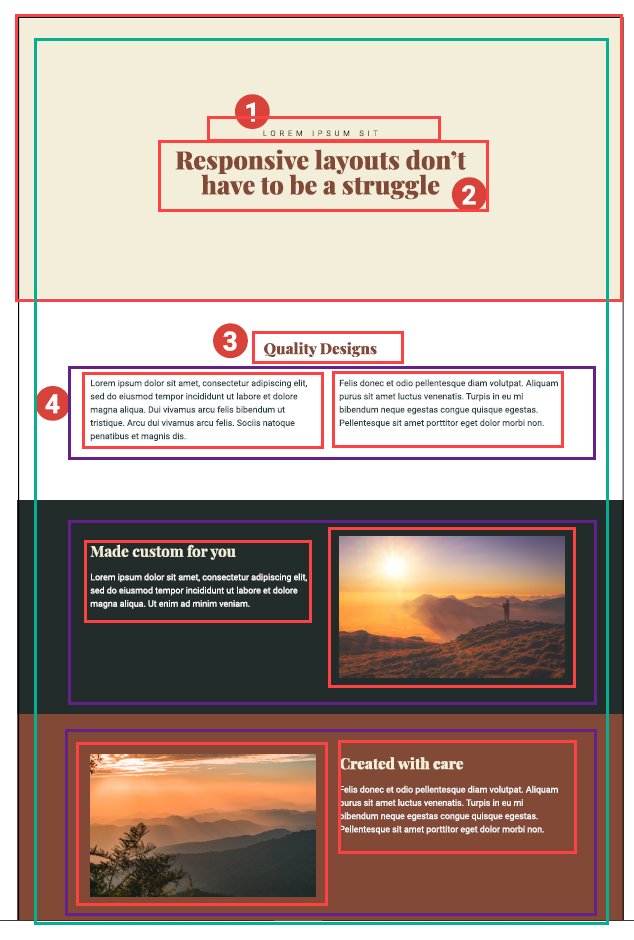 1
LOREM IPSUM SIT
Responsive layouts don't
have to be a struggle
2
3
Quality Designs
4
Lorem ipsum dolor sit amet, consectetur adipiscing elit,
sed do eiusmod tempor incididunt ut labore et dolore
magna aliqua. Dui vivamus arcu felis bibendum ut
tristique. Arcu dui vivamus arcu felis. Sociis natoque
penatibus et magnis dis.
Felis donec et odio pellentesque diam volutpat. Aliquam
purus sit amet luctus venenatis. Turpis in eu mi
bibendum neque egestas congue quisque egestas.
Pellentesque sit amet porttitor eget dolor morbi non.
Made custom for you
Lorem ipsum dolor sit amet, consectetur adipiscing elit,
sed do eiusmod tempor incididunt ut labore et dolore
magna aliqua. Ut enim ad minim veniam.
Created with care
Felis donec et odio pellentesque diam volutpat. Aliquam
purus sit amet luctus venenatis. Turpis in eu mi
bibendum neque egestas congue quisque egestas.
Pellentesque sit amet porttitor eget dolor morbi non.